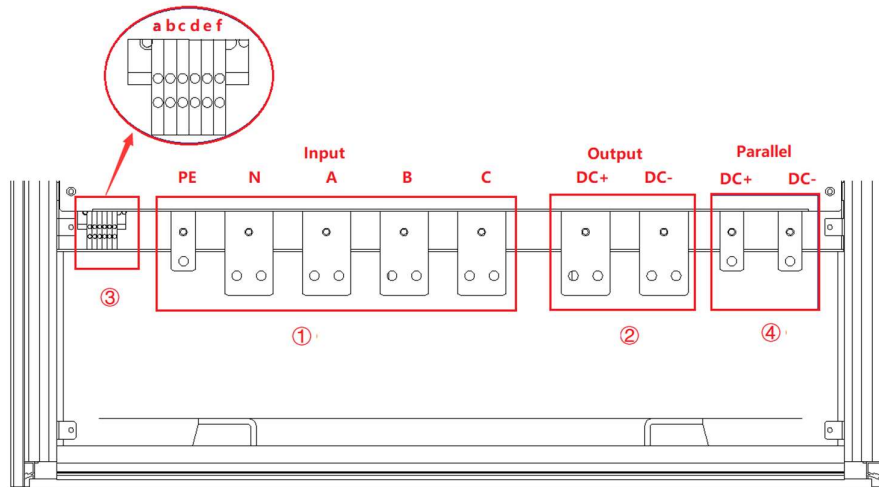 a b c d e f
Input
Output
Parallel
PE N A B C DC+ DC- DC+ DC-
③
①
②
④